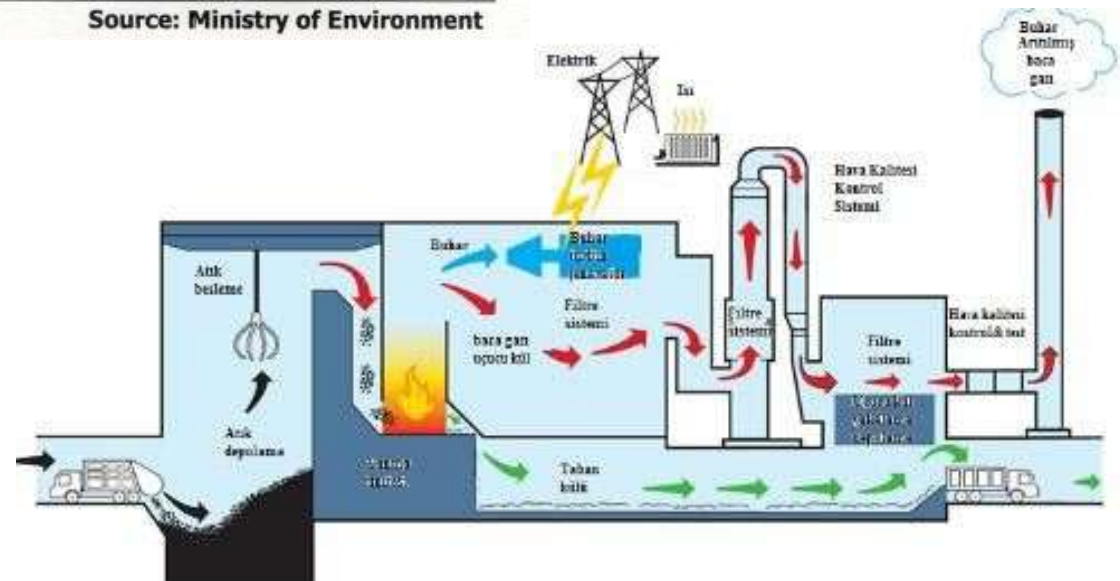 Source: Ministry of Environment
Buhar
Arıtılmış
baca
gazı
Elektrik
Isı
Hava Kalitesi
Kontrol
Sistemi
Buhar
Buhar
Atık
besleme
Filtre
sistemi
baca gazı
uçucu kül
Filtre
sistemi
Hava kalitesi
kontrol& test
Filtre
sistemi
Atık
depolama
Taban
külü